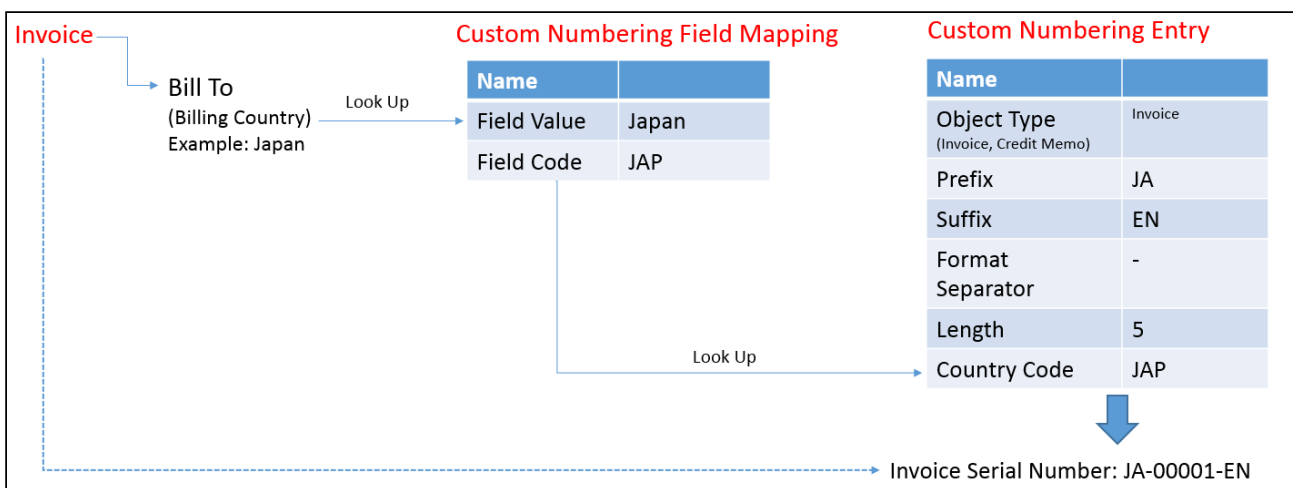 Invoice
Bill To
(Billing Country)
Example: Japan
Look Up
Custom Numbering Field Mapping
Name
Field Value Japan
Field Code JAP
Look Up
Custom Numbering Entry
Name
Object Type Invoice
(Invoice, Credit Memo)
Prefix JA
Suffix EN
Format -
Separator
Length 5
Country Code JAP
Invoice Serial Number: JA-00001-EN